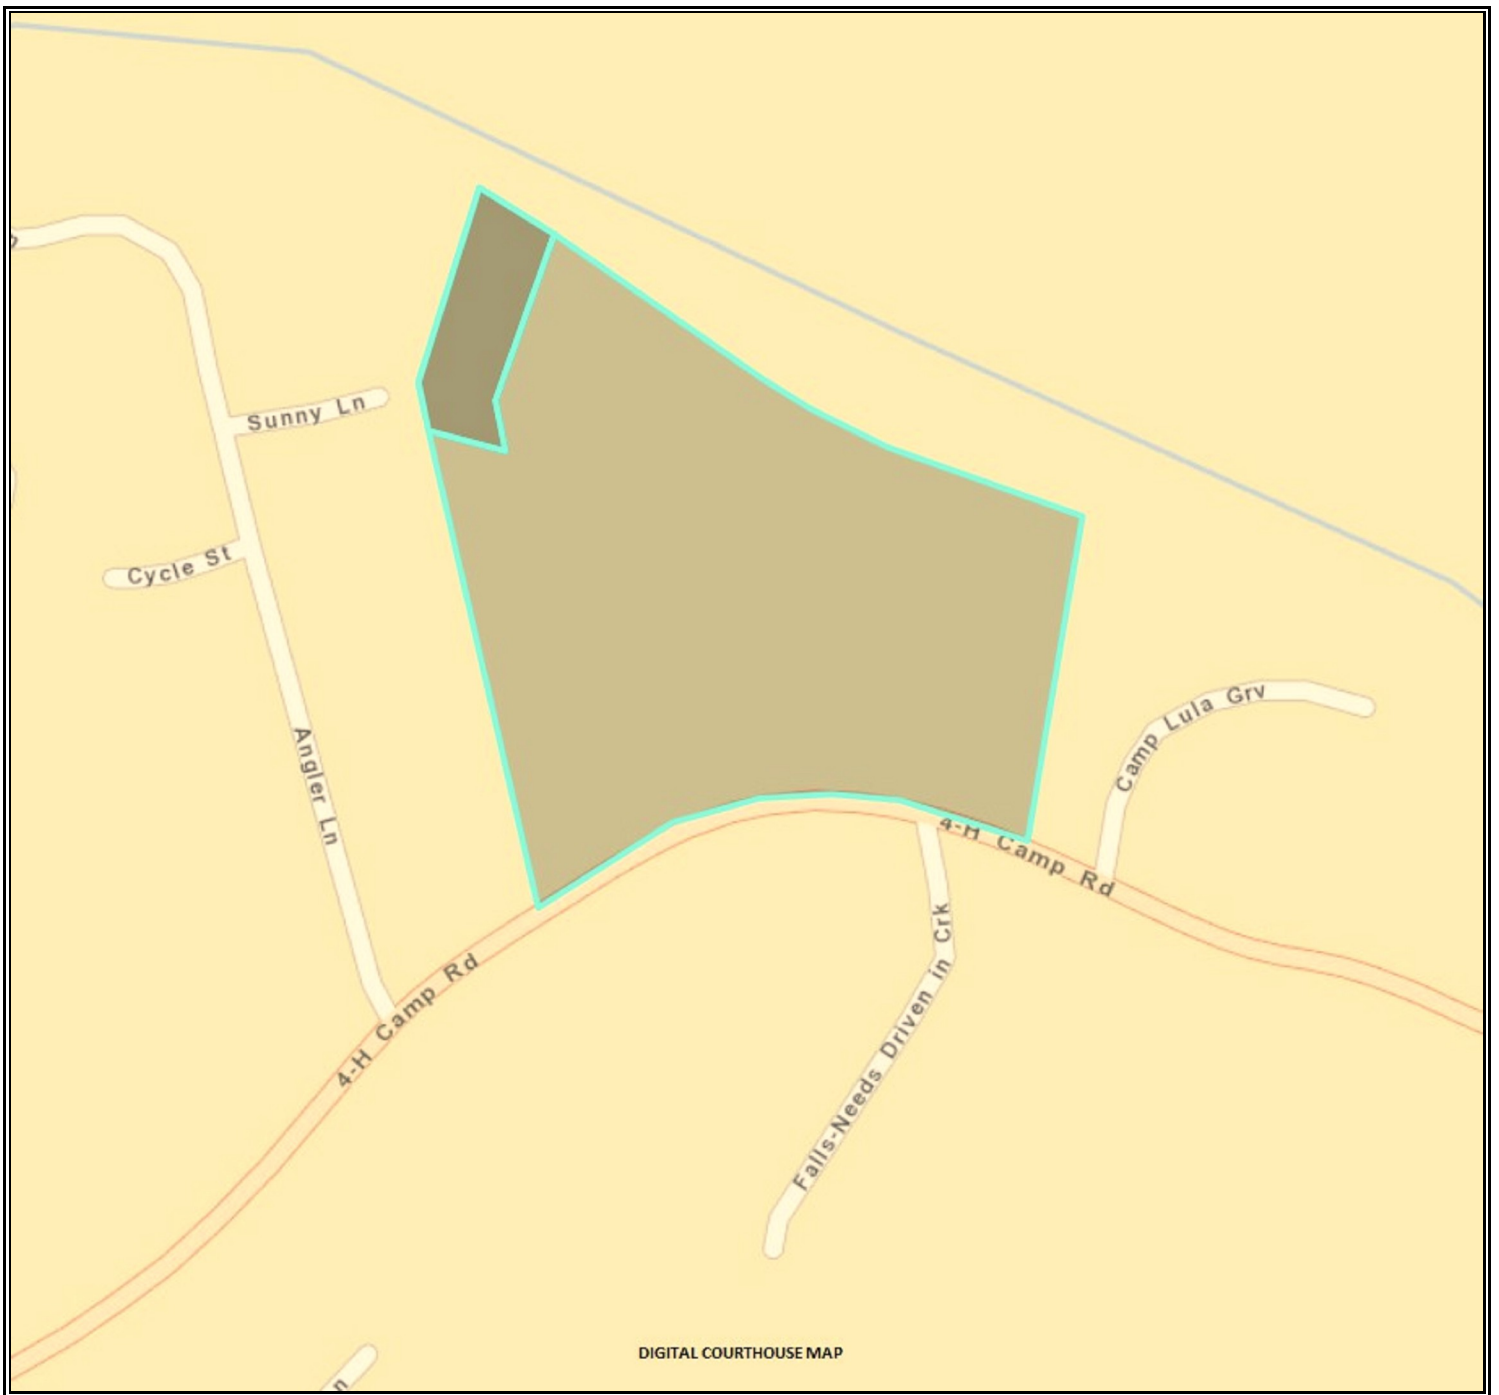 Sunny Ln
Cycle St
Camp Lula Grv
Angler Ln
4-H Camp Rd
4-H Camp Rd
Falls-Needs Driven in Crk
DIGITAL COURTHOUSE MAP